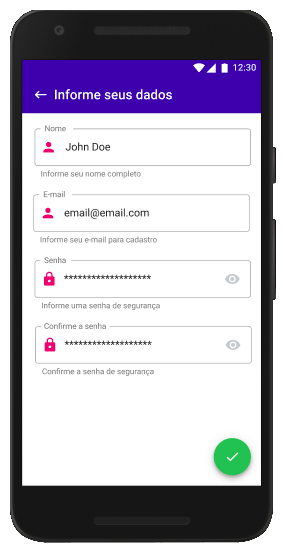 12:30
Informe seus dados
Nome
John Doe
Informe seu nome completo
E-mail
email@email.com
Informe seu e-mail para cadastro
Senha
*******************
Informe uma senha de segurança
Confirme a senha
*******************
Confirme a senha de segurança